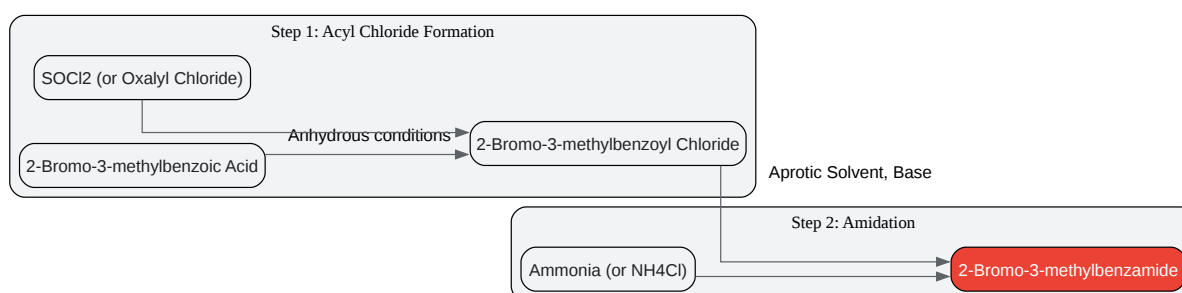 Step 1: Acyl Chloride Formation
SOCl2 (or Oxalyl Chloride)
Anhydrous conditions
2-Bromo-3-methylbenzoyl Chloride
2-Bromo-3-methylbenzoic Acid
Aprotic Solvent, Base
Step 2: Amidation
Ammonia (or NH4Cl)
2-Bromo-3-methylbenzamide